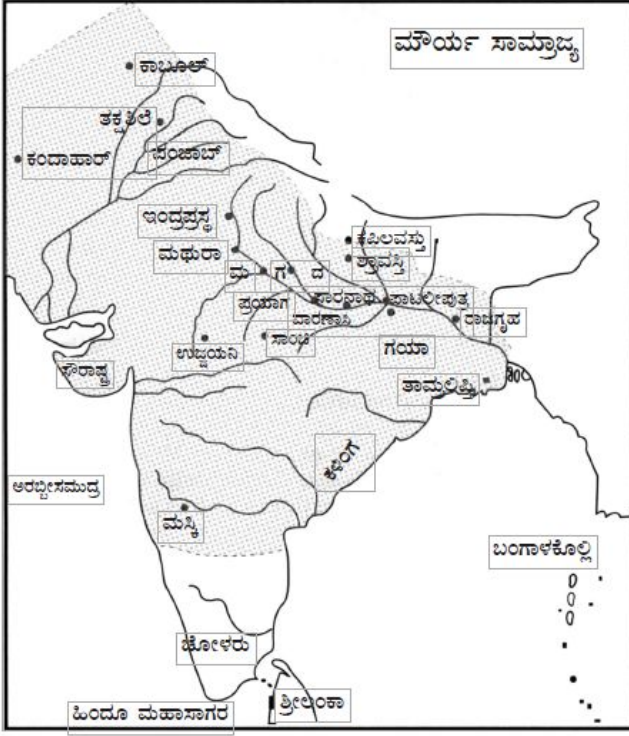 ಮೌರ್ಯ ಸಾಮ್ರಾಜ್ಯ
ಕಾಬೂಲ್
ತಕ್ಷಶಿಲೆ
ಕಂದಾಹಾರ್
ಪಂಜಾಬ್
ಇಂದ್ರಪ್ರಸ್ಥ
ಕಪಿಲವಸ್ತು
ಮಥುರಾ
ಶ್ರಾವಸ್ತಿ
ಮ ಗ ದ
ಪ್ರಯಾಗ
ಸಾರನಾಥ
ಪಾಟಲೀಪುತ್ರ
ಬಾರಣಾಸಿ
ರಾಜಗೃಹ
ಉಜ್ಜಯನಿ
ಸಾಂಚಿ
ಗಯಾ
ಸೌರಾಷ್ಟ್ರ
ತಾಮ್ರಲಿಪ್ತಿ
ಕಳಿಂಗ
ಅರಬ್ಬೀಸಮುದ್ರ
ಮಸ್ಕಿ
ಬಂಗಾಳಕೊಲ್ಲಿ
ಚೋಳರು
ಶ್ರೀಲಂಕಾ
ಹಿಂದೂ ಮಹಾಸಾಗರ